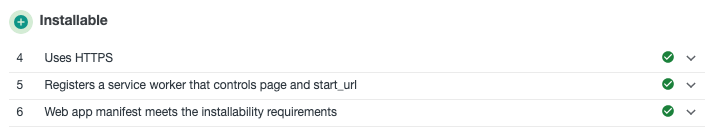 Installable
4 Uses HTTPS
5 Registers a service worker that controls page and start_url
6 Web app manifest meets the installability requirements